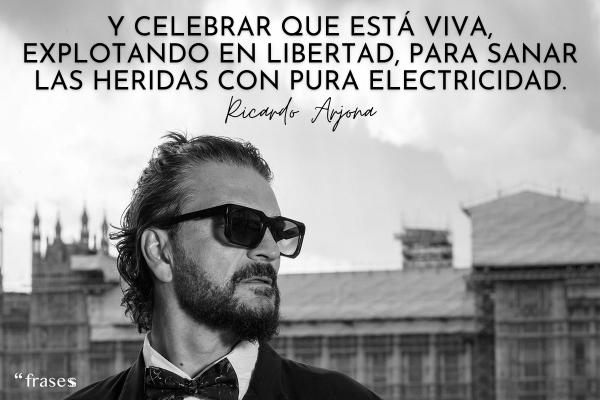 Y CELEBRAR QUE ESTÁ VIVA,
EXPLOTANDO EN LIBERTAD, PARA SANAR
LAS HERIDAS CON PURA ELECTRICIDAD.
Ricardo Arjona
“frases